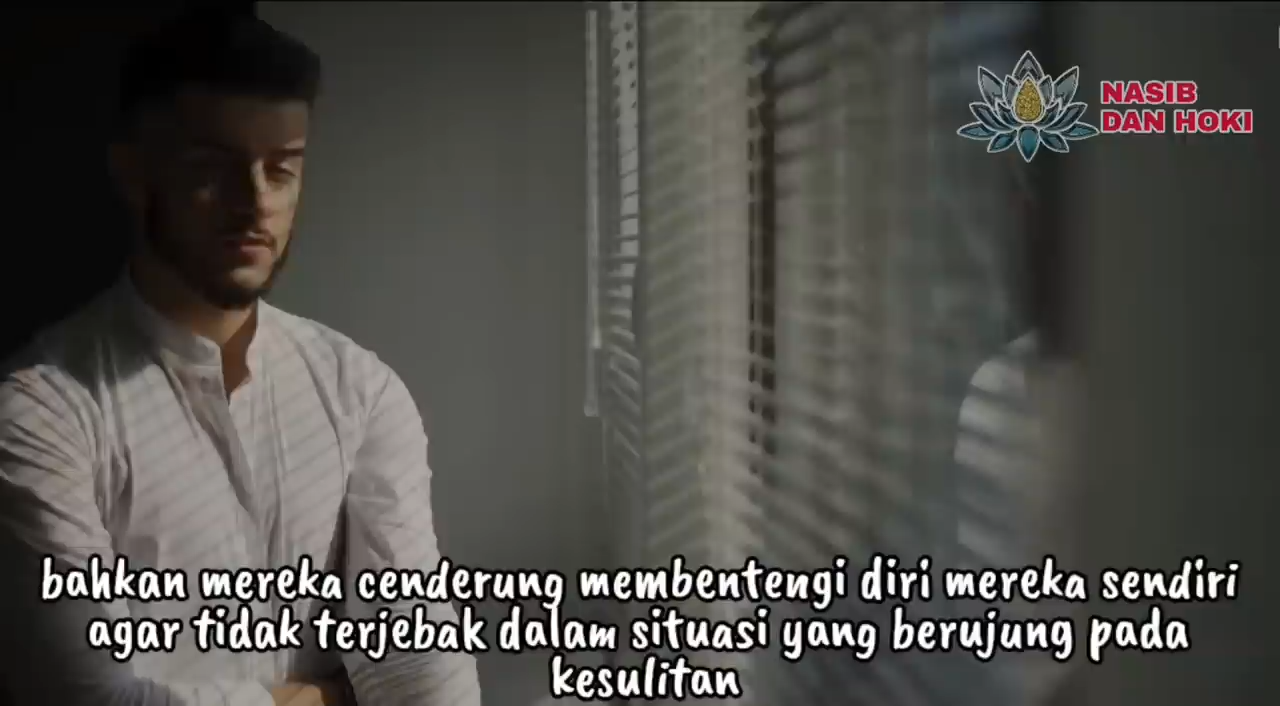 NASIB
DAN HOKI
bahkan mereka cenderung membentengi diri mereka sendiri
agar tidak terjebak dalam situasi yang berujung pada
kesulitan